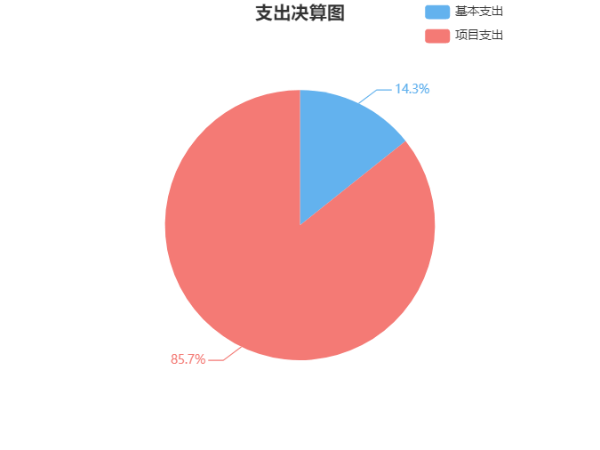 支出决算图
基本支出
项目支出
14.3%
85.7%